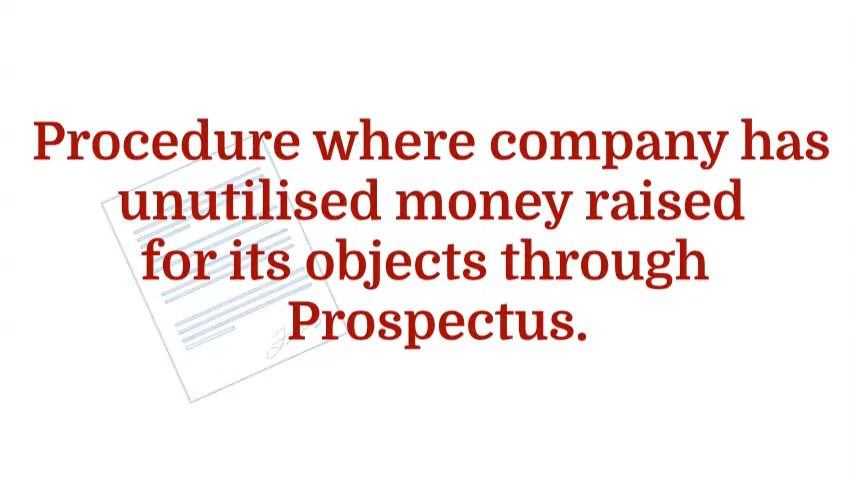 Procedure where company has
unutilised money raised
for its objects through
Prospectus.